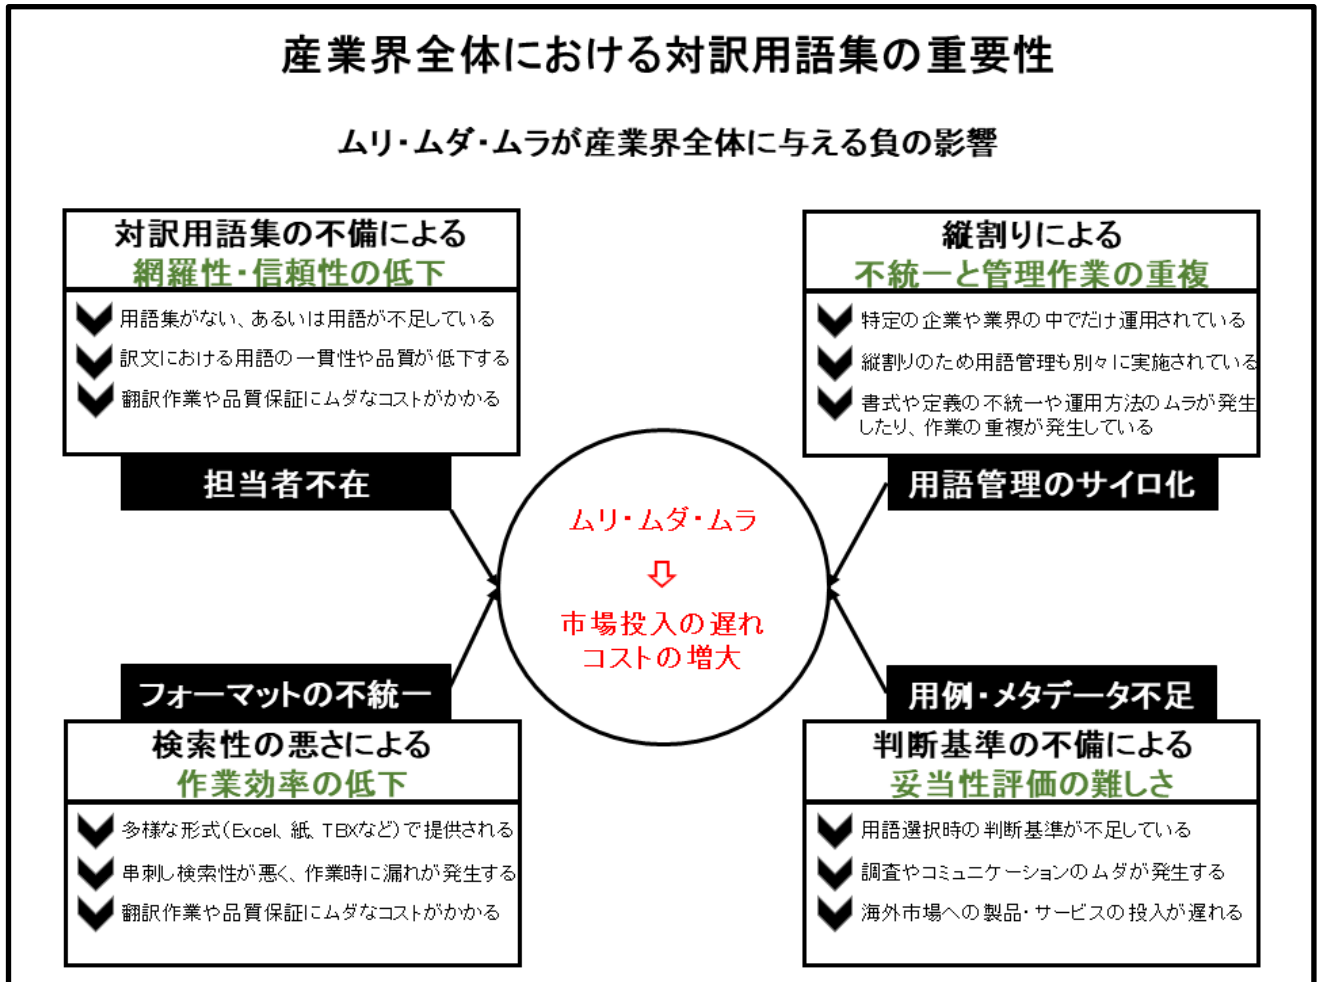 産業界全体における対訳用語集の重要性
ムリ・ムダ・ムラが産業界全体に与える負の影響
対訳用語集の不備による
網羅性・信頼性の低下
用語集がない、あるいは用語が不足している
訳文における用語の一貫性や品質が低下する
翻訳作業や品質保証にムダなコストがかかる
担当者不在
縦割りによる
不統一と管理作業の重複
特定の企業や業界の中でだけ運用されている
縦割りのため用語管理も別々に実施されている
書式や定義の不統一や運用方法のムラが発生
したり、作業の重複が発生している
用語管理のサイロ化
ムリ・ムダ・ムラ
市場投入の遅れ
コストの増大
フォーマットの不統一
検索性の悪さによる
作業効率の低下
多様な形式(Excel、紙、TBXなど)で提供される
串刺し検索性が悪く、作業時に漏れが発生する
翻訳作業や品質保証にムダなコストがかかる
用例・メタデータ不足
判断基準の不備による
妥当性評価の難しさ
用語選択時の判断基準が不足している
調査やコミュニケーションのムダが発生する
海外市場への製品・サービスの投入が遅れる